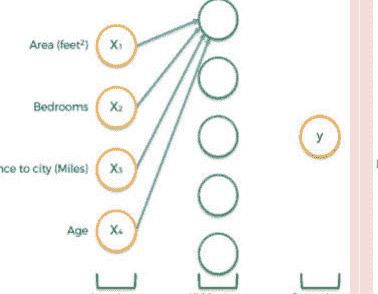 Area (feet²) X₁
Bedrooms X₂
nce to city (Miles) X₃
y
Age X₄